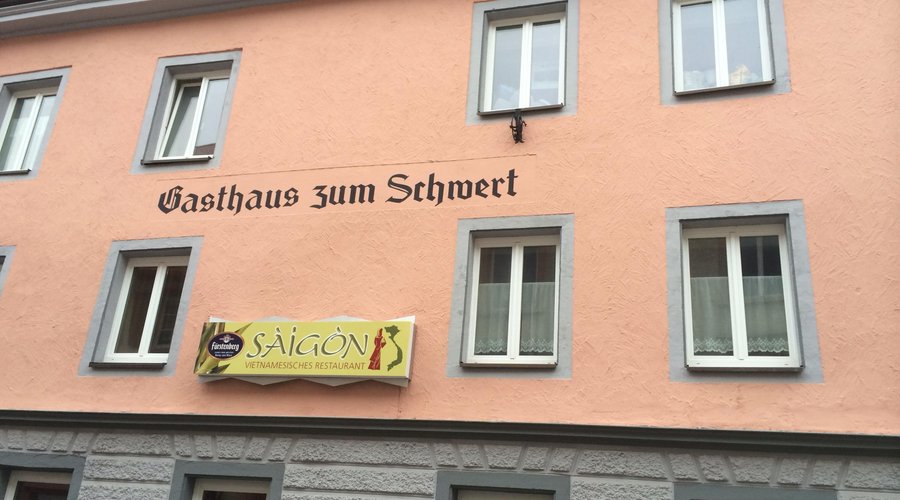 Gasthaus zum Schwert
Fürstenberg
SÀIGÒN
VIETNAMESISCHES RESTAURANT